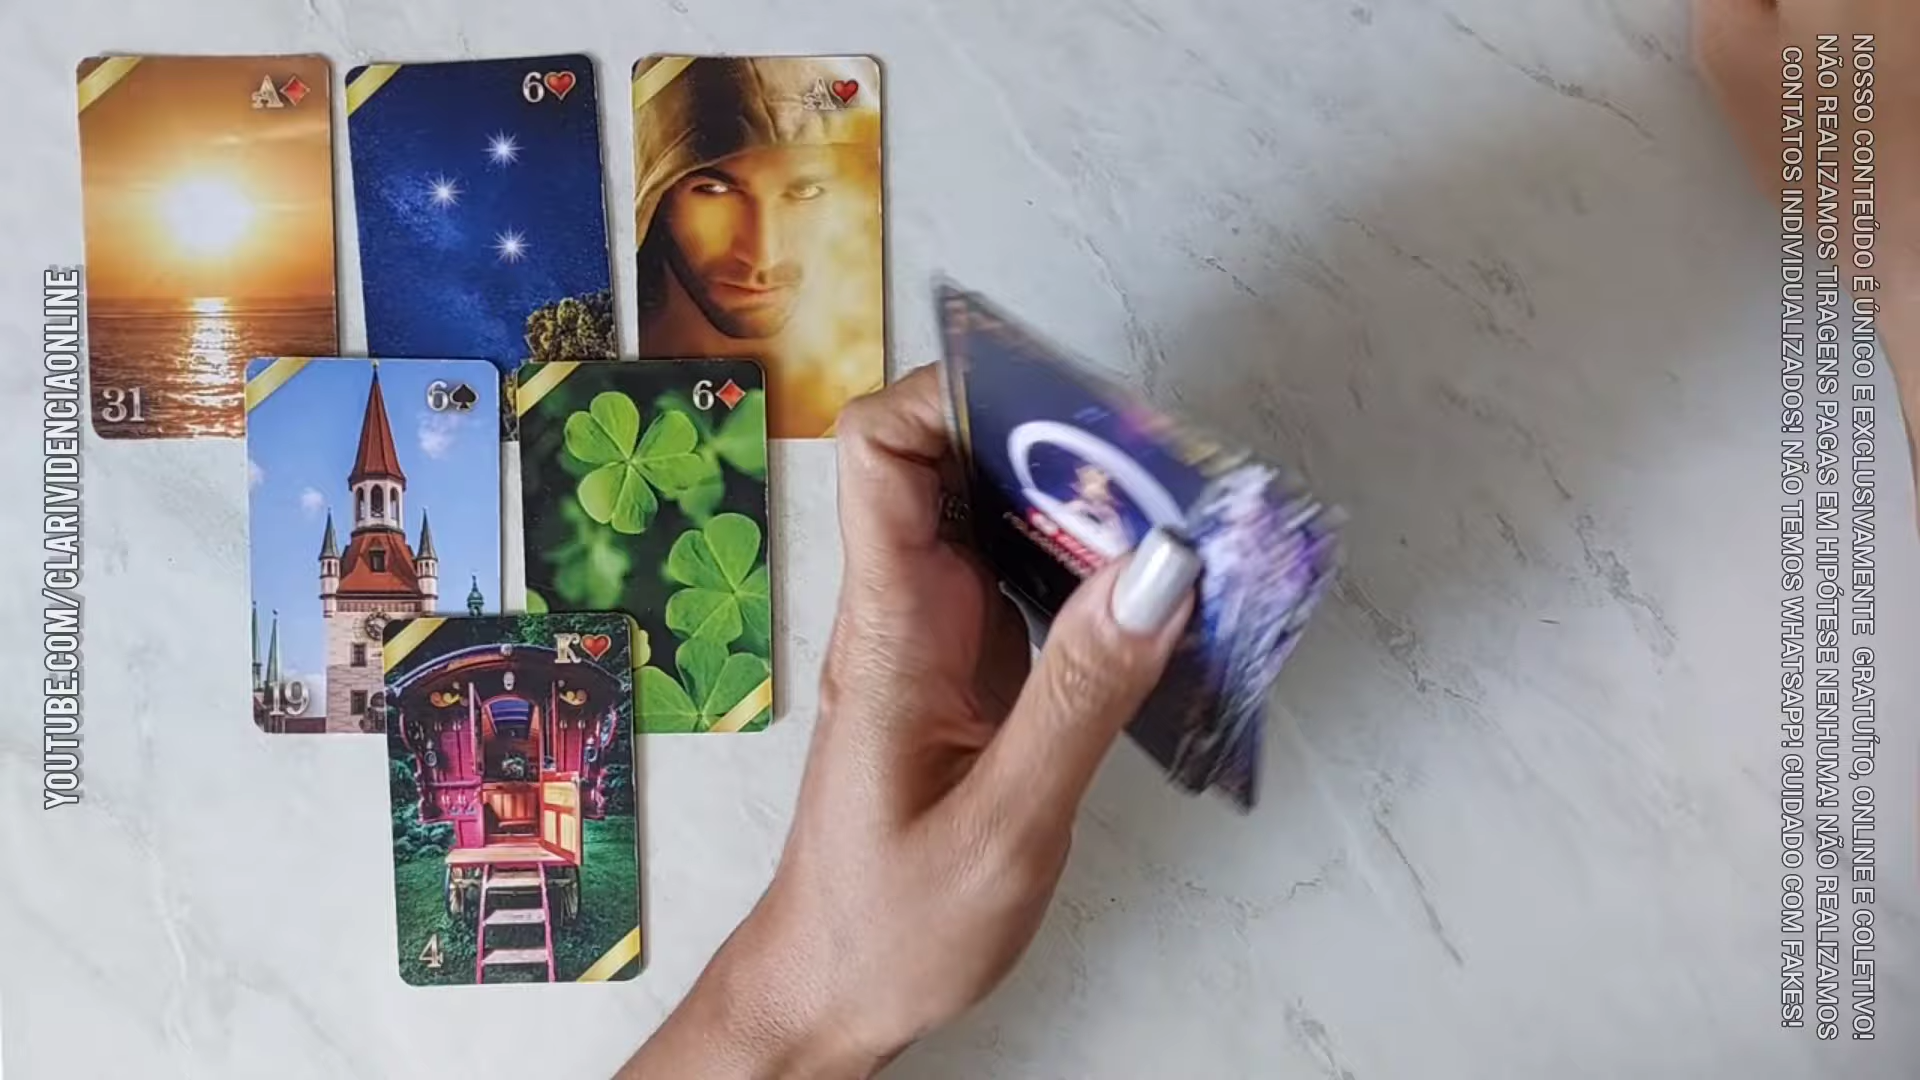 YOUTUBE.COM/CLARIVIDENCIAONLINE
A
6
A
31
6
6
19
K
4
NOSSO CONTEÚDO É ÚNICO E EXCLUSIVAMENTE GRATUÍTO, ONLINE E COLETIVO!
NÃO REALIZAMOS TIRAGENS PAGAS EM HIPÓTESE NENHUMA! NÃO REALIZAMOS
CONTATOS INDIVIDUALIZADOS! NÃO TEMOS WHATSAPP! CUIDADO COM FAKES!